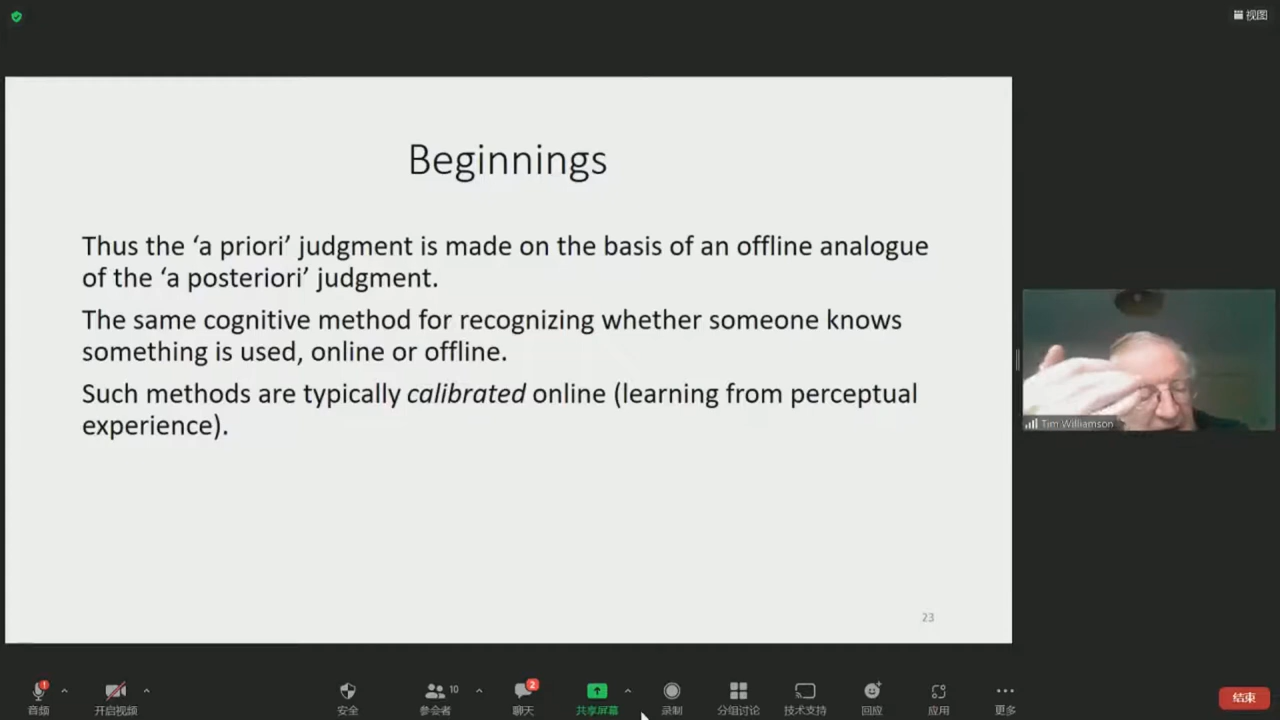 视图
Beginnings
Thus the ‘a priori’ judgment is made on the basis of an offline analogue
of the ‘a posteriori’ judgment.
The same cognitive method for recognizing whether someone knows
something is used, online or offline.
Such methods are typically calibrated online (learning from perceptual
experience).
23
Tim Williamson
10
2
音频
开启视频
安全
参会者
聊天
共享屏幕
录制
分组讨论
技术支持
回应
应用
更多
结束